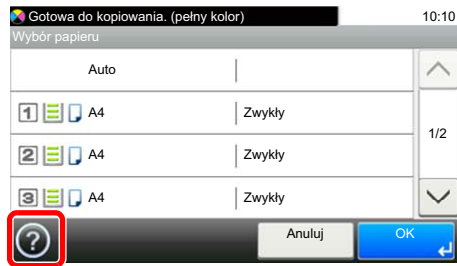 Gotowa do kopiowania. (pełny kolor) 10:10
Wybór papieru
Auto
1 A4 Zwykły
2 A4 Zwykły
3 A4 Zwykły
1/2
? Anuluj OK